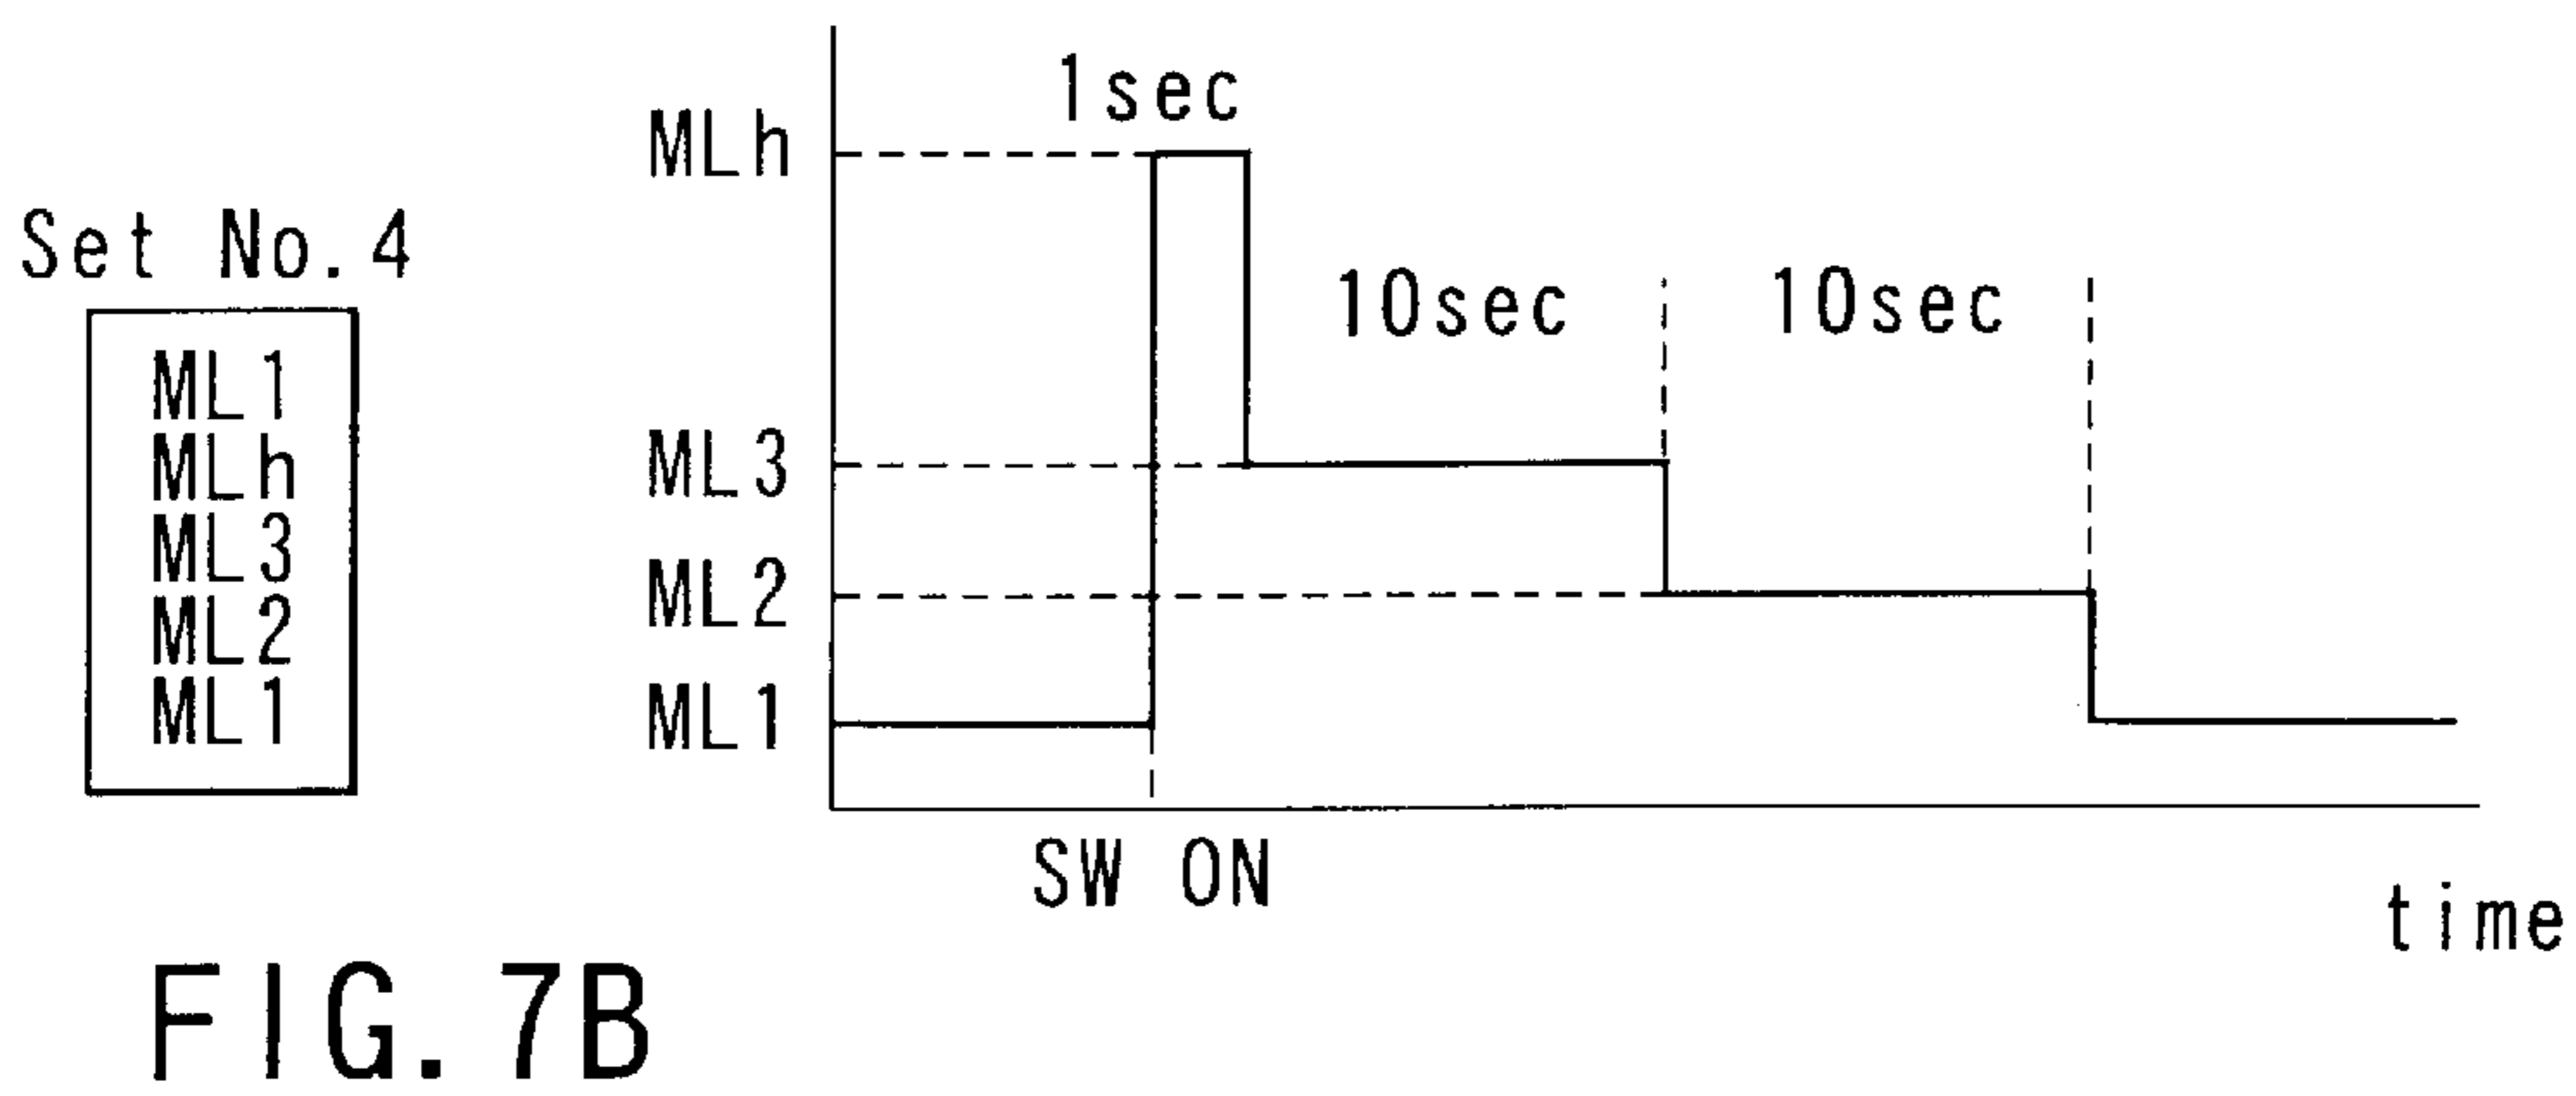 Set No.4
ML1
MLh
ML3
ML2
ML1
MLh
ML3
ML2
ML1
1sec
10sec
10sec
SW ON
time
FIG.7B